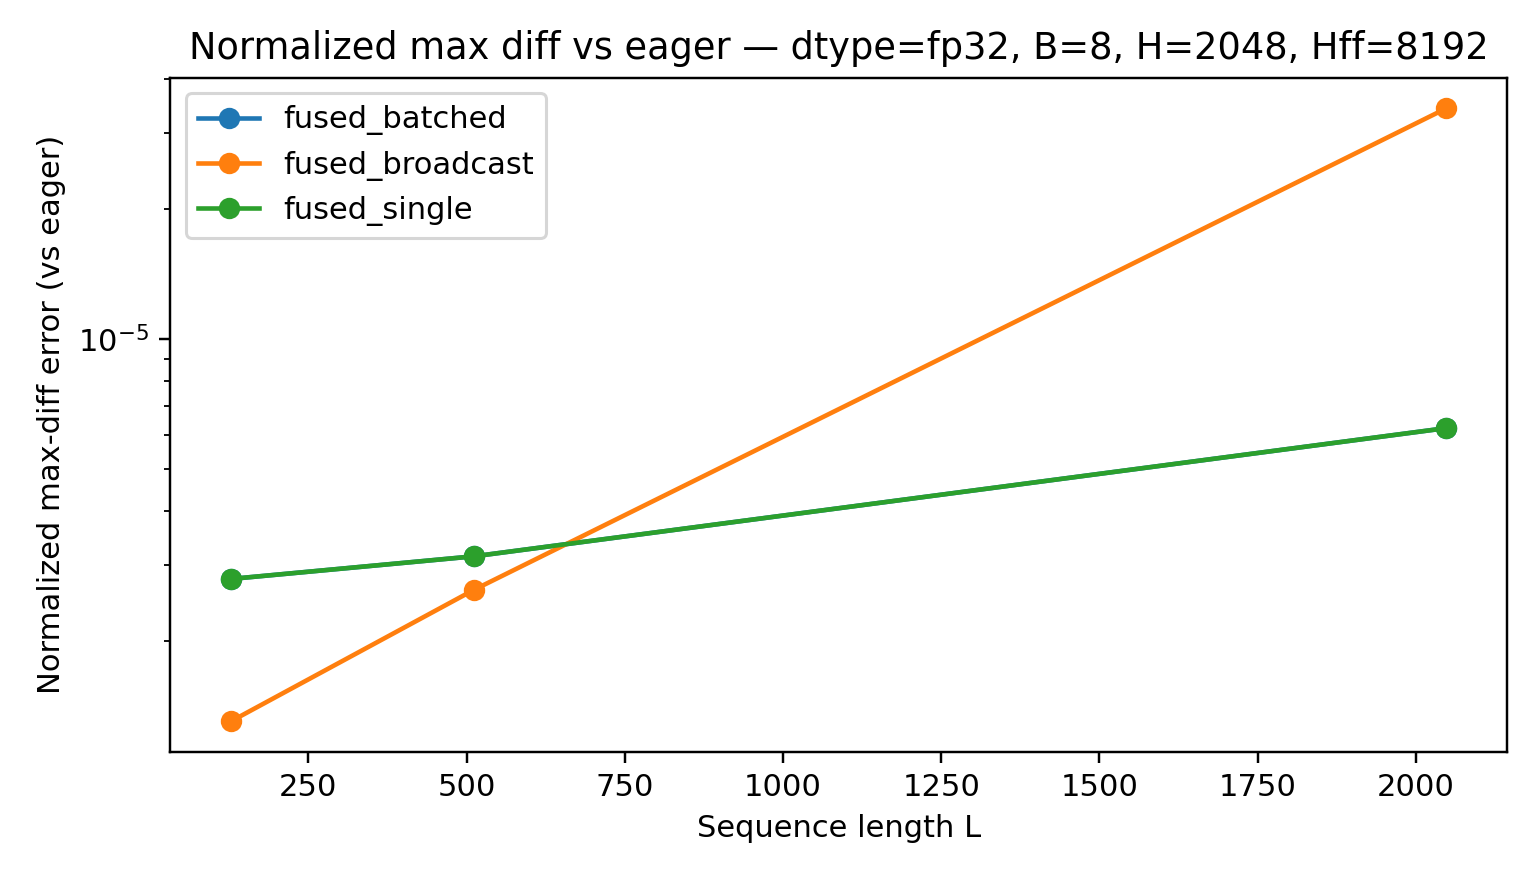 Normalized max diff vs eager — dtype=fp32, B=8, H=2048, Hff=8192
fused_batched
fused_broadcast
fused_single
Normalized max-diff error (vs eager)
10⁻⁵
250 500 750 1000 1250 1500 1750 2000
Sequence length L